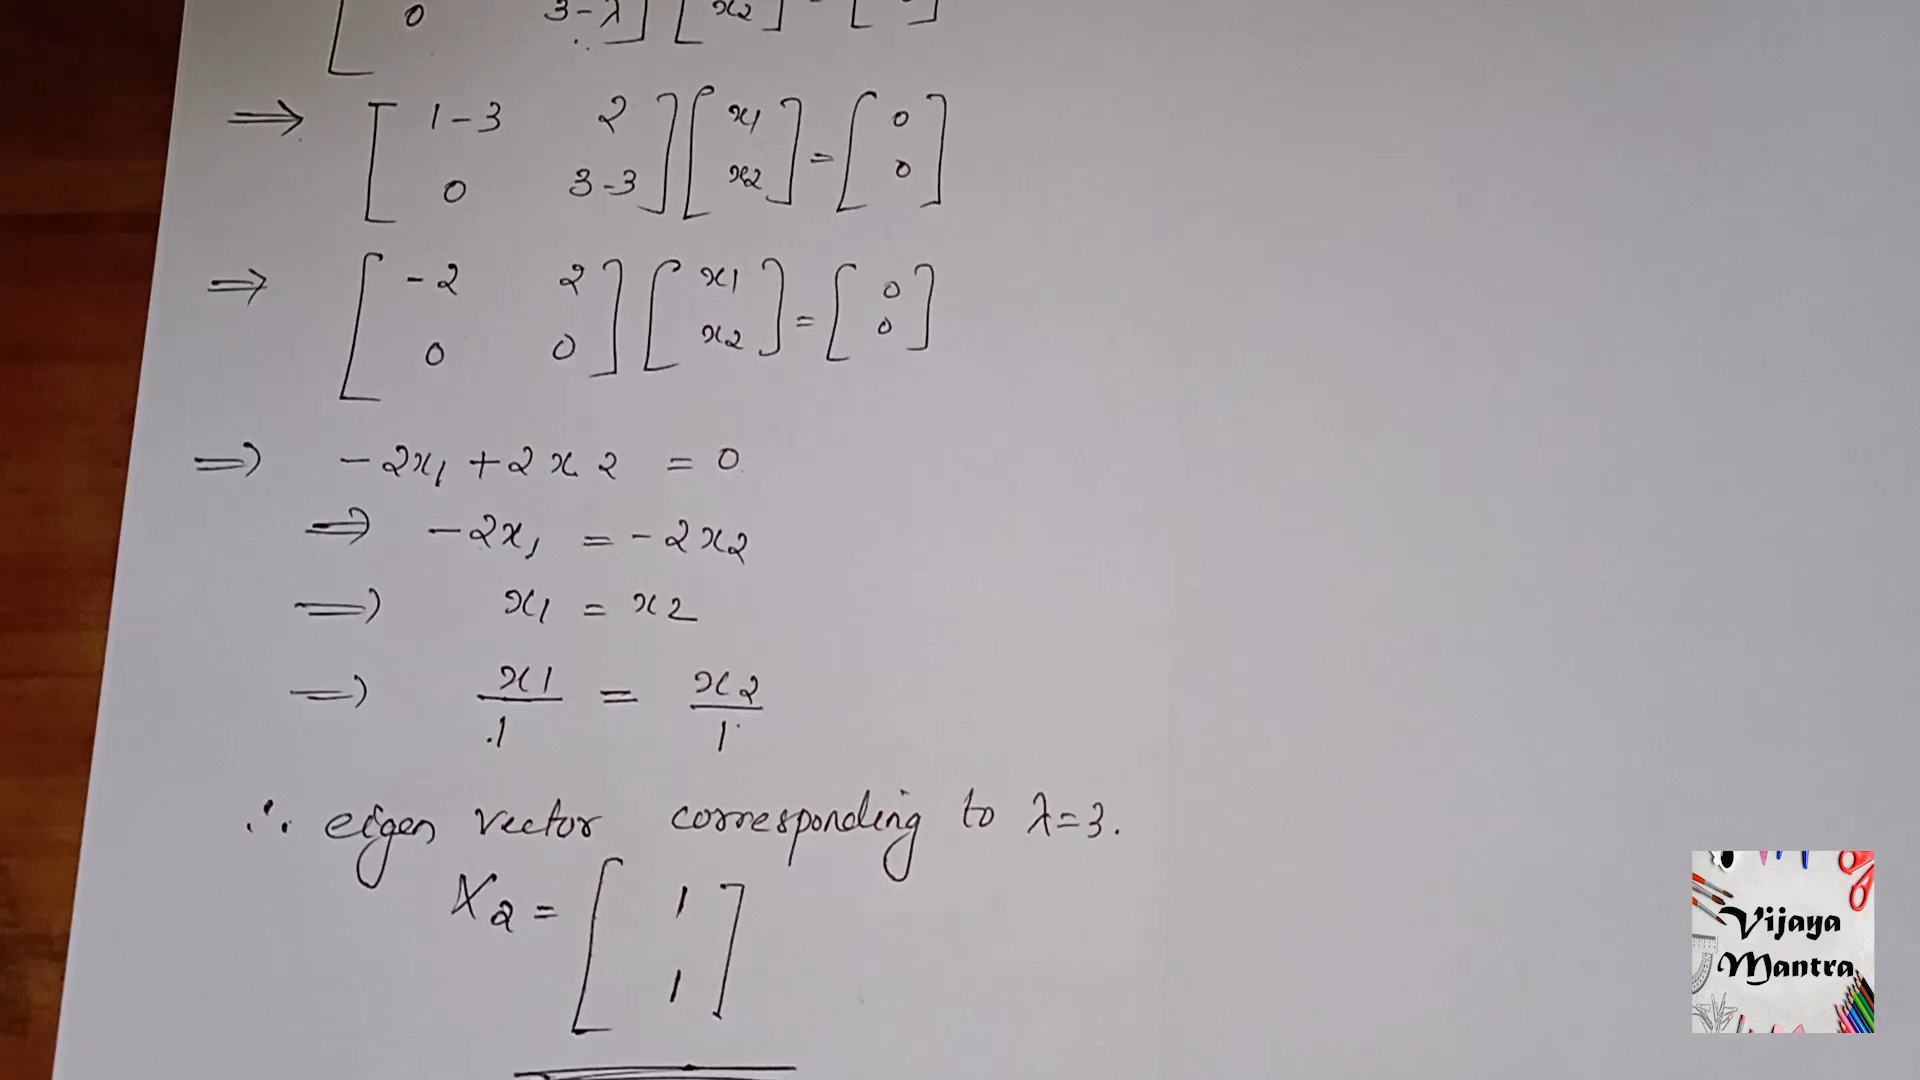 0 3-λ x2
⇒ [ 1-3 2 ] [ x1 ] = [ 0 ]
[ 0 3-3 ] [ x2 ] [ 0 ]
⇒ [ -2 2 ] [ x1 ] = [ 0 ]
[ 0 0 ] [ x2 ] [ 0 ]
⇒ -2x1 + 2x2 = 0
⇒ -2x1 = -2x2
⇒ x1 = x2
⇒ x1/1 = x2/1
∴ eigen vector corresponding to λ=3.
X2 = [ 1 ]
[ 1 ]
Vijaya
Mantra